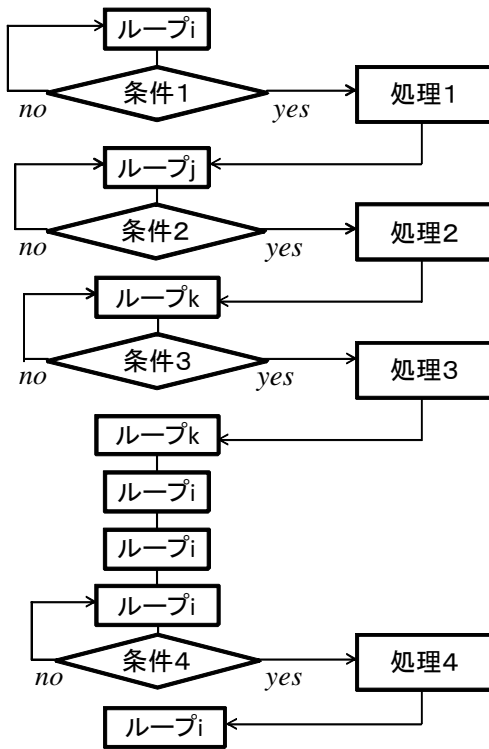 ループi
条件1
no
yes
処理1
ループj
条件2
no
yes
処理2
ループk
条件3
no
yes
処理3
ループk
ループi
ループi
ループi
条件4
no
yes
処理4
ループi